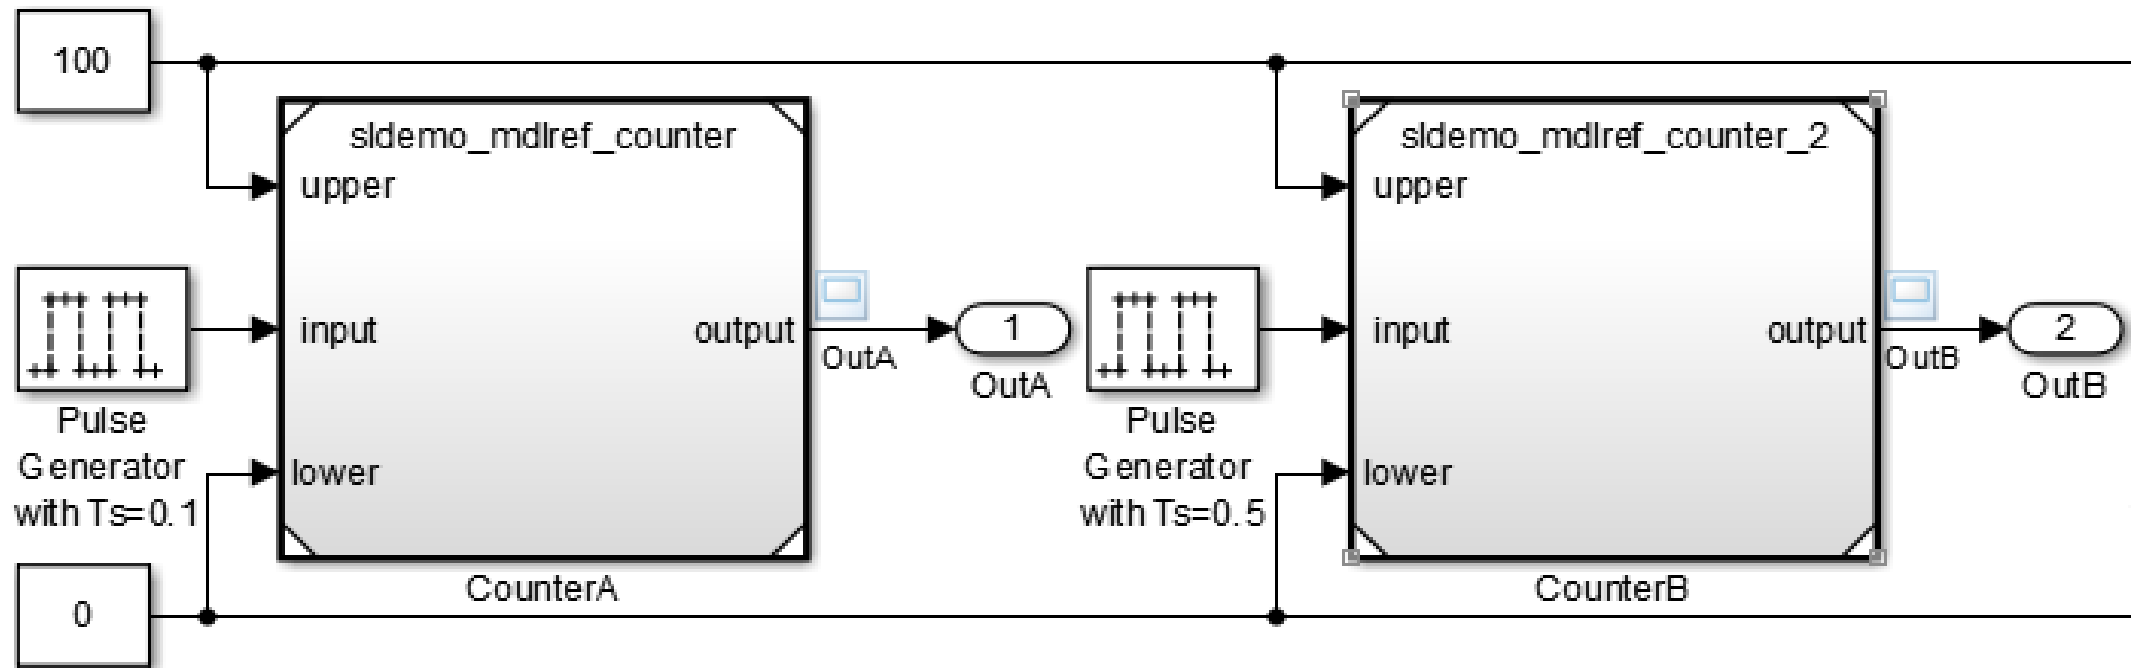 100
sldemo_mdlref_counter
upper
input
output
lower
CounterA
Pulse
Generator
with Ts=0.1
0
OutA
1
OutA
Pulse
Generator
with Ts=0.5
sldemo_mdlref_counter_2
upper
input
output
lower
CounterB
OutB
2
OutB